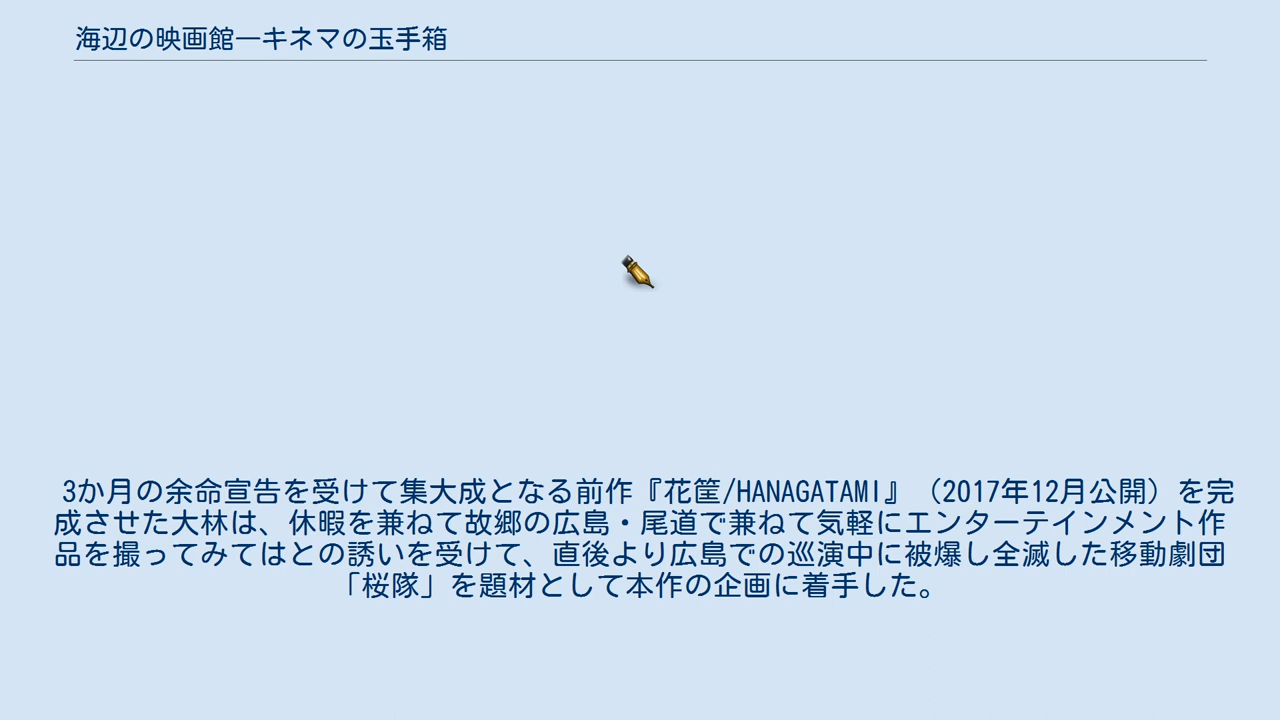 海辺の映画館―キネマの玉手箱
3か月の余命宣告を受けて集大成となる前作『花筐/HANAGATAMI』（2017年12月公開）を完
成させた大林は、休暇を兼ねて故郷の広島・尾道で兼ねて気軽にエンターテインメント作
品を撮ってみてはとの誘いを受けて、直後より広島での巡演中に被爆し全滅した移動劇団
「桜隊」を題材として本作の企画に着手した。